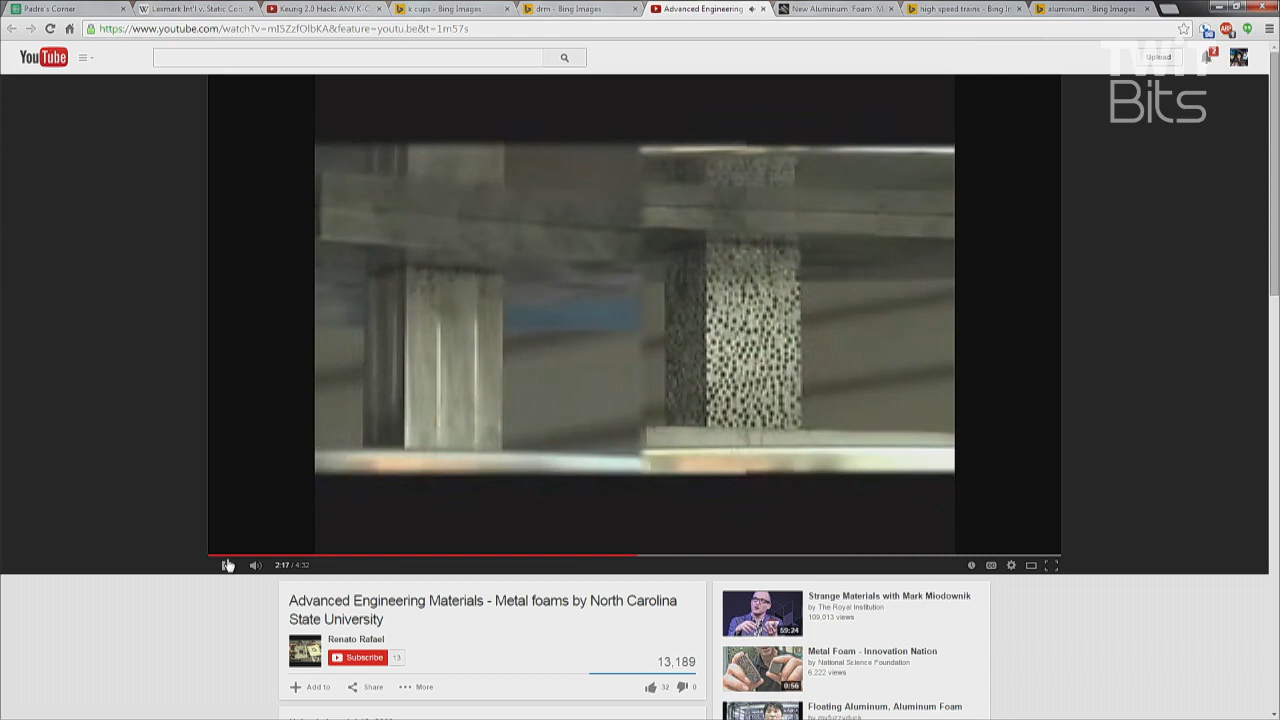 Padre's Corner
Lexmark Int'l v. Static Con
Keurig 2.0 Hack: ANY K-C
k cups - Bing Images
drm - Bing Images
Advanced Engineering
New Aluminum 'Foam' M
high speed trains - Bing I
aluminum - Bing Images
https://www.youtube.com/watch?v=mI5ZzfOlbKA&feature=youtu.be&t=1m57s
YouTube
Upload
2
TWiT
Bits
2:17 / 4:32
Advanced Engineering Materials - Metal foams by North Carolina
State University
Renato Rafael
Subscribe 13
13,189
Add to Share More 32 0
Strange Materials with Mark Miodownik
by The Royal Institution
109,013 views
59:24
Metal Foam - Innovation Nation
by National Science Foundation
6,222 views
0:56
Floating Aluminum, Aluminum Foam